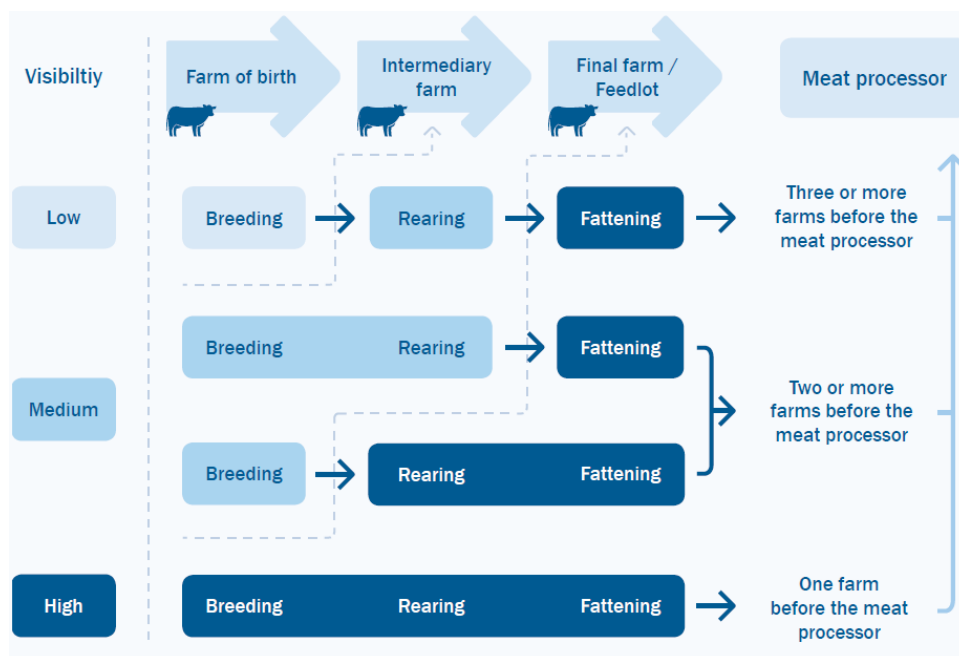 Visibiltiy
Farm of birth
Intermediary
farm
Final farm /
Feedlot
Meat processor
Low
Breeding
Rearing
Fattening
Three or more
farms before the
meat processor
Medium
Breeding
Rearing
Fattening
Two or more
farms before the
meat processor
Breeding
Rearing
Fattening
High
Breeding
Rearing
Fattening
One farm
before the meat
processor